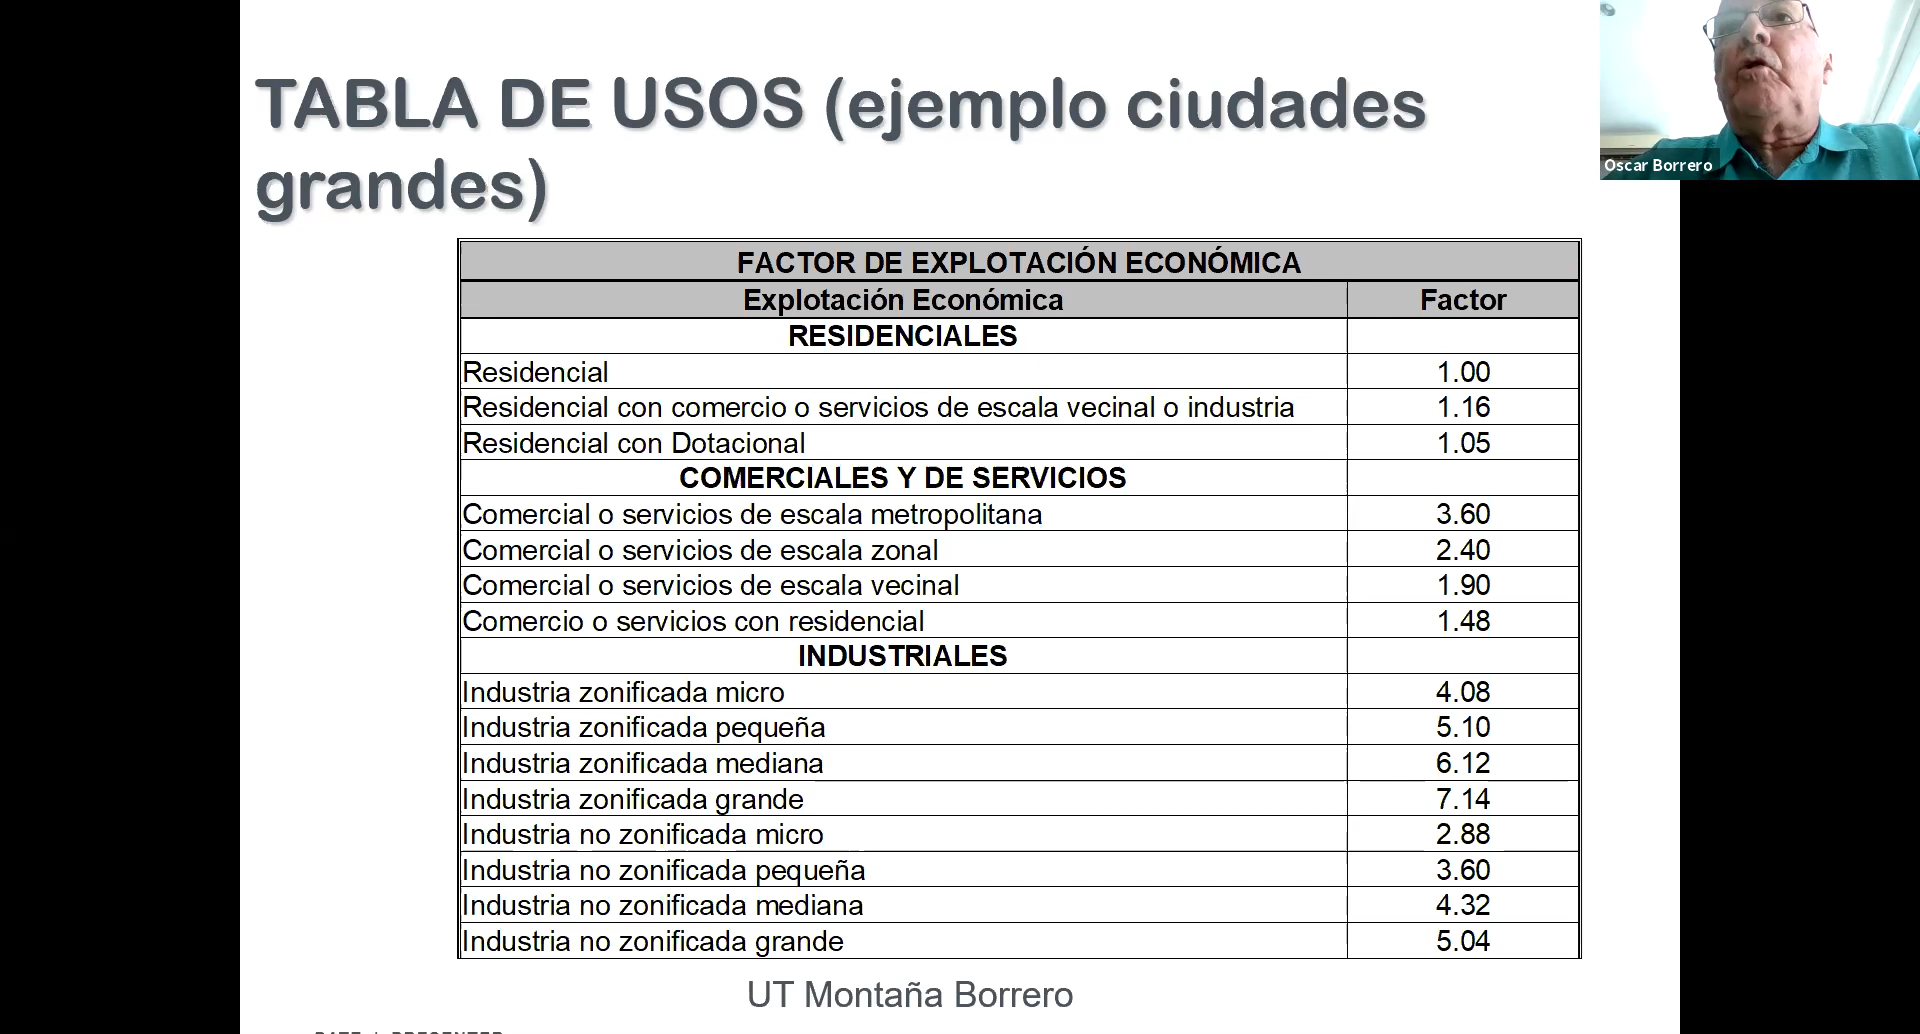 TABLA DE USOS (ejemplo ciudades
grandes)
Oscar Borrero
FACTOR DE EXPLOTACIÓN ECONÓMICA
Explotación Económica Factor
RESIDENCIALES
Residencial 1.00
Residencial con comercio o servicios de escala vecinal o industria 1.16
Residencial con Dotacional 1.05
COMERCIALES Y DE SERVICIOS
Comercial o servicios de escala metropolitana 3.60
Comercial o servicios de escala zonal 2.40
Comercial o servicios de escala vecinal 1.90
Comercio o servicios con residencial 1.48
INDUSTRIALES
Industria zonificada micro 4.08
Industria zonificada pequeña 5.10
Industria zonificada mediana 6.12
Industria zonificada grande 7.14
Industria no zonificada micro 2.88
Industria no zonificada pequeña 3.60
Industria no zonificada mediana 4.32
Industria no zonificada grande 5.04
UT Montaña Borrero